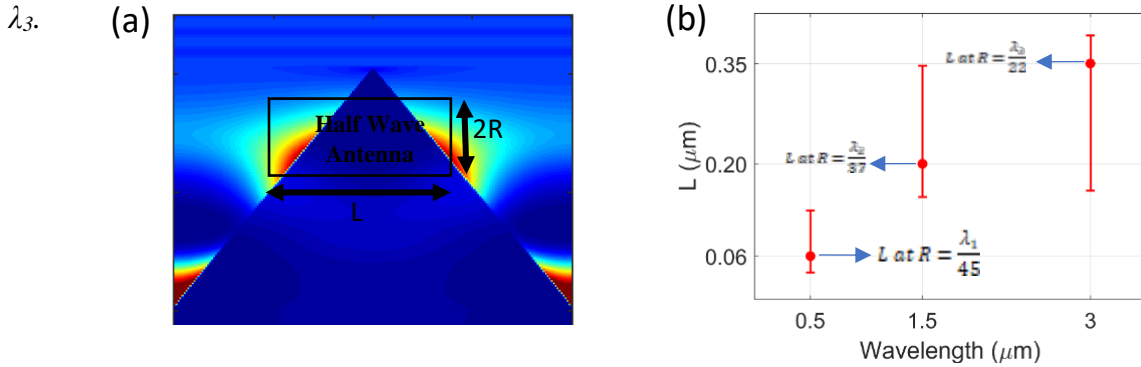 λ3.
(a)
Half Wave
Antenna
2R
L
(b)
L (μm)
0.35
0.20
0.06
L at R = λ3/22
L at R = λ2/37
L at R = λ1/45
0.5
1.5
3
Wavelength (μm)